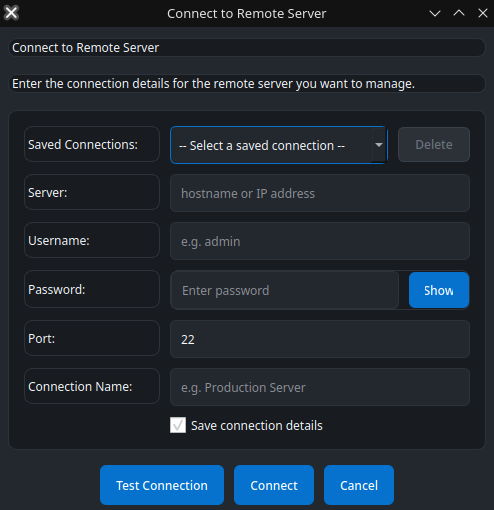 Connect to Remote Server
Connect to Remote Server
Enter the connection details for the remote server you want to manage.
Saved Connections: -- Select a saved connection -- Delete
Server: hostname or IP address
Username: e.g. admin
Password: Enter password Show
Port: 22
Connection Name: e.g. Production Server
Save connection details
Test Connection Connect Cancel